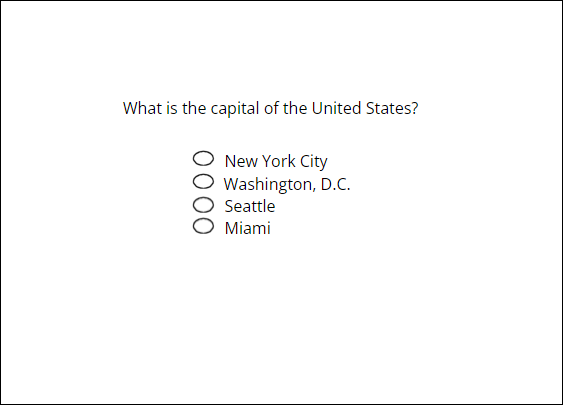 What is the capital of the United States?
New York City
Washington, D.C.
Seattle
Miami